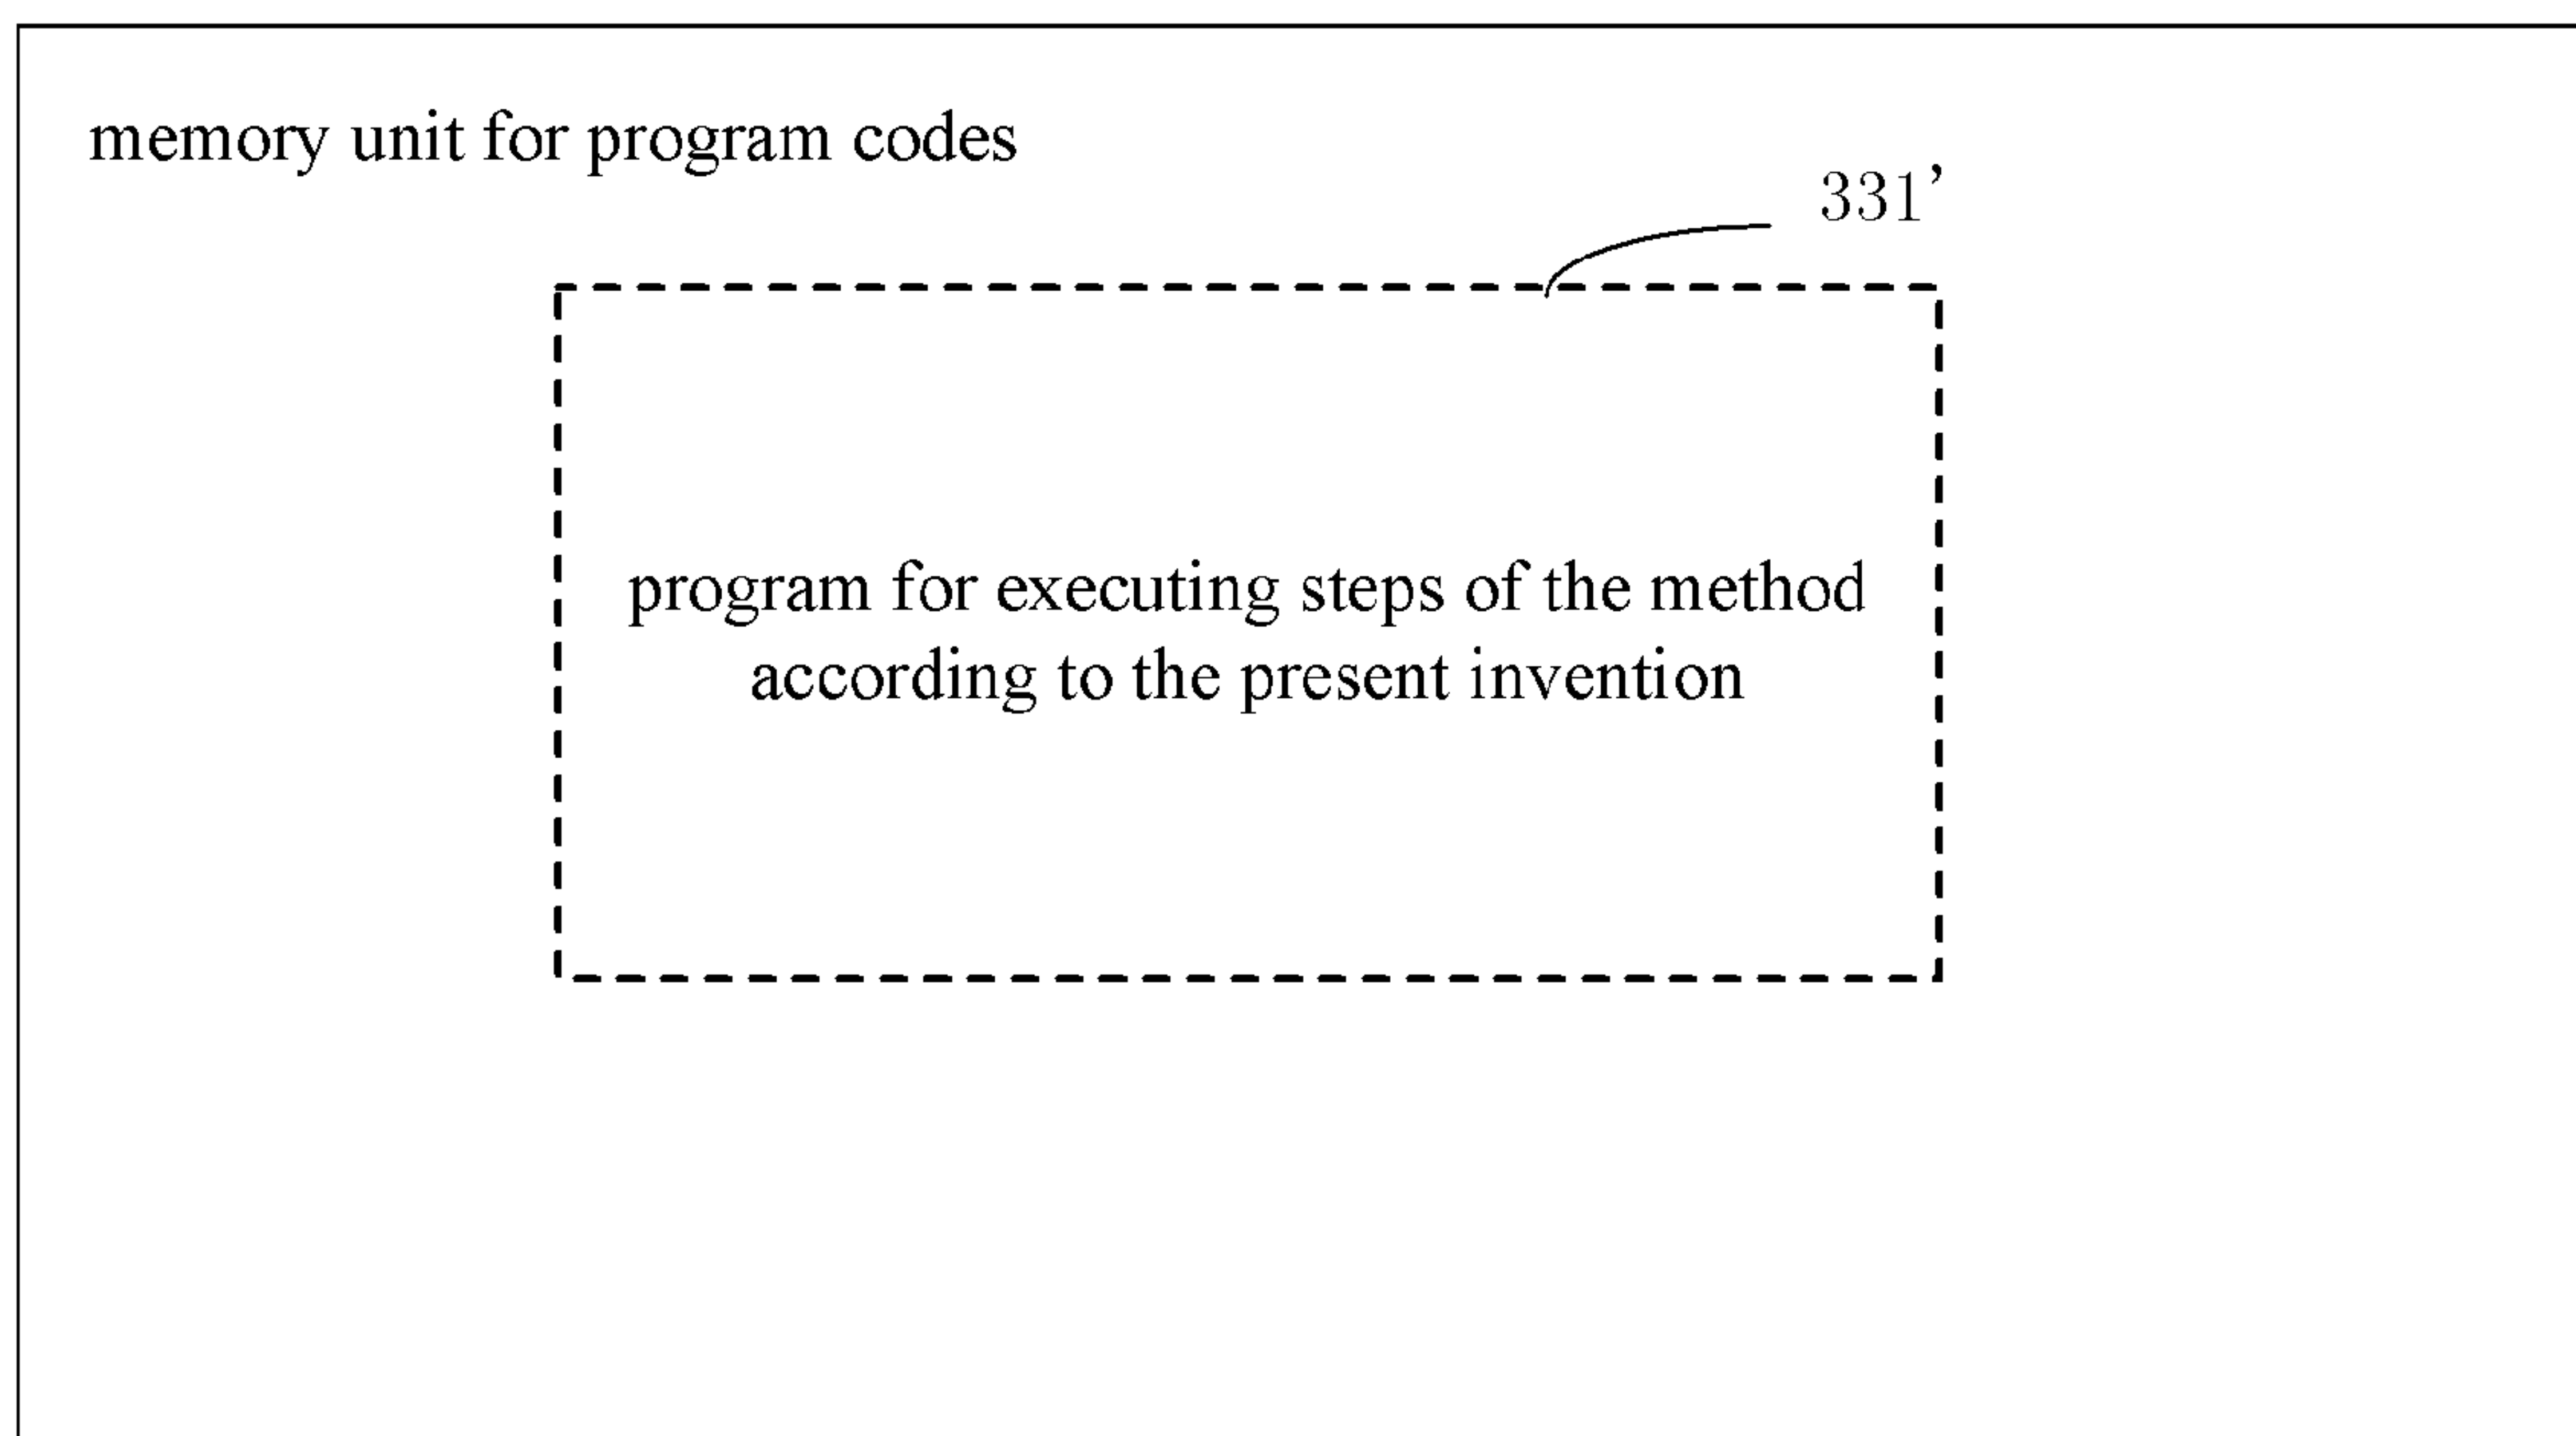 memory unit for program codes
331’
program for executing steps of the method
according to the present invention